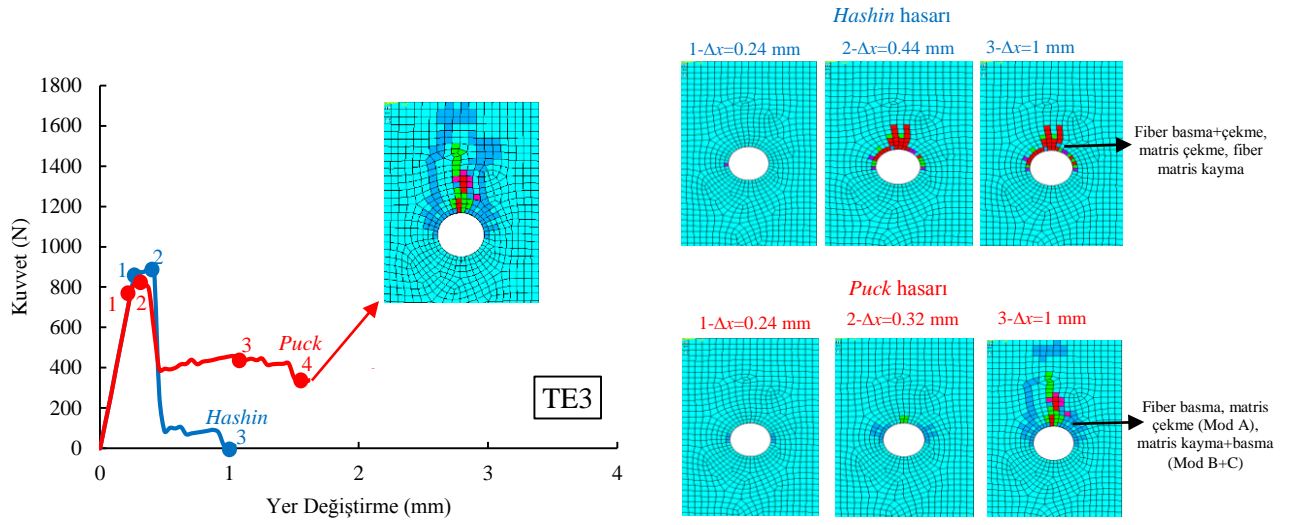 Kuvvet (N)
1800
1600
1400
1200
1000
800
600
400
200
0
0
1
2
3
4
Yer Değiştirme (mm)
1
2
1
2
3
Puck
4
Hashin
3
TE3
Hashin hasarı
1-Δx=0.24 mm
2-Δx=0.44 mm
3-Δx=1 mm
Fiber basma+çekme,
matris çekme, fiber
matris kayma
Puck hasarı
1-Δx=0.24 mm
2-Δx=0.32 mm
3-Δx=1 mm
Fiber basma, matris
çekme (Mod A),
matris kayma+basma
(Mod B+C)